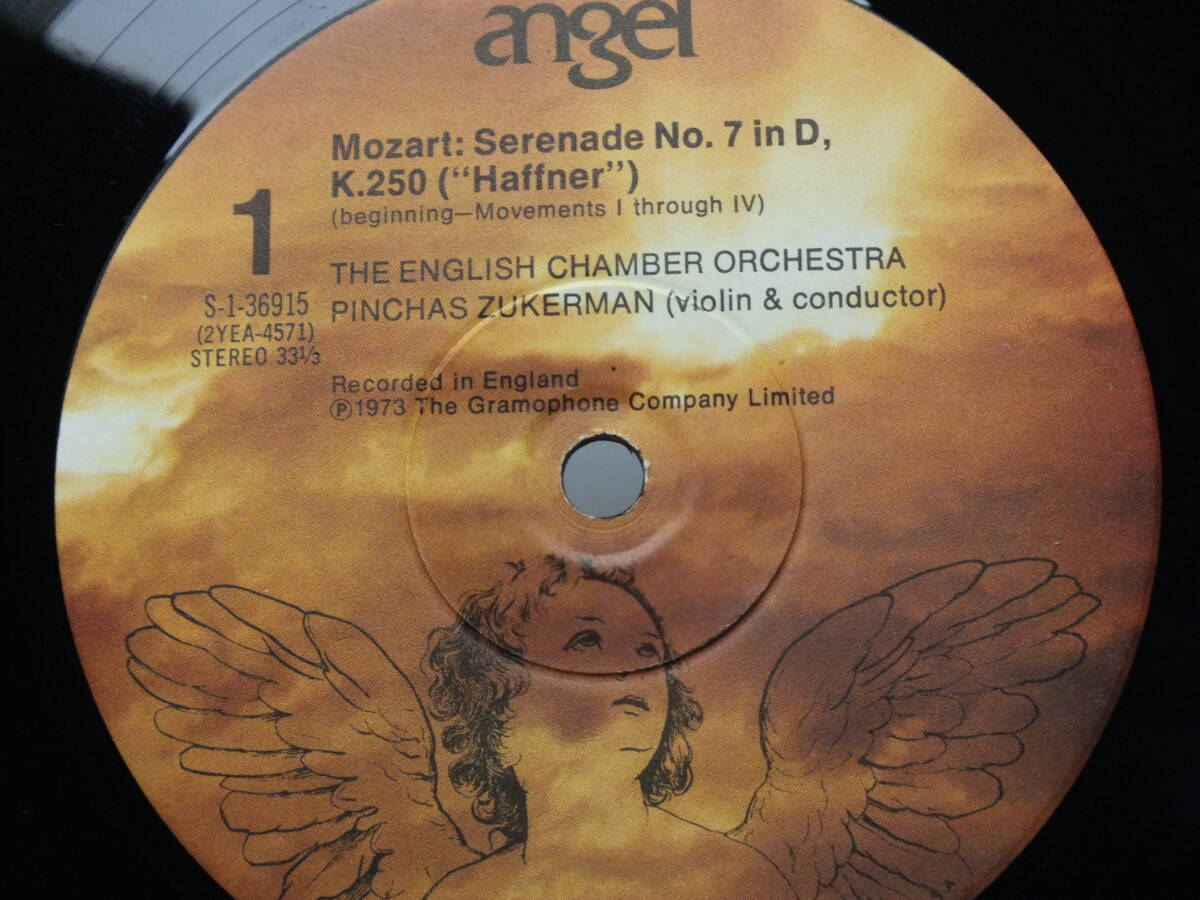 angel
Mozart: Serenade No. 7 in D,
K.250 ("Haffner")
(beginning—Movements I through IV)
1
THE ENGLISH CHAMBER ORCHESTRA
PINCHAS ZUKERMAN (violin & conductor)
S-1-36915
(2YEA-4571)
STEREO 33⅓
Recorded in England
Ⓟ1973 The Gramophone Company Limited